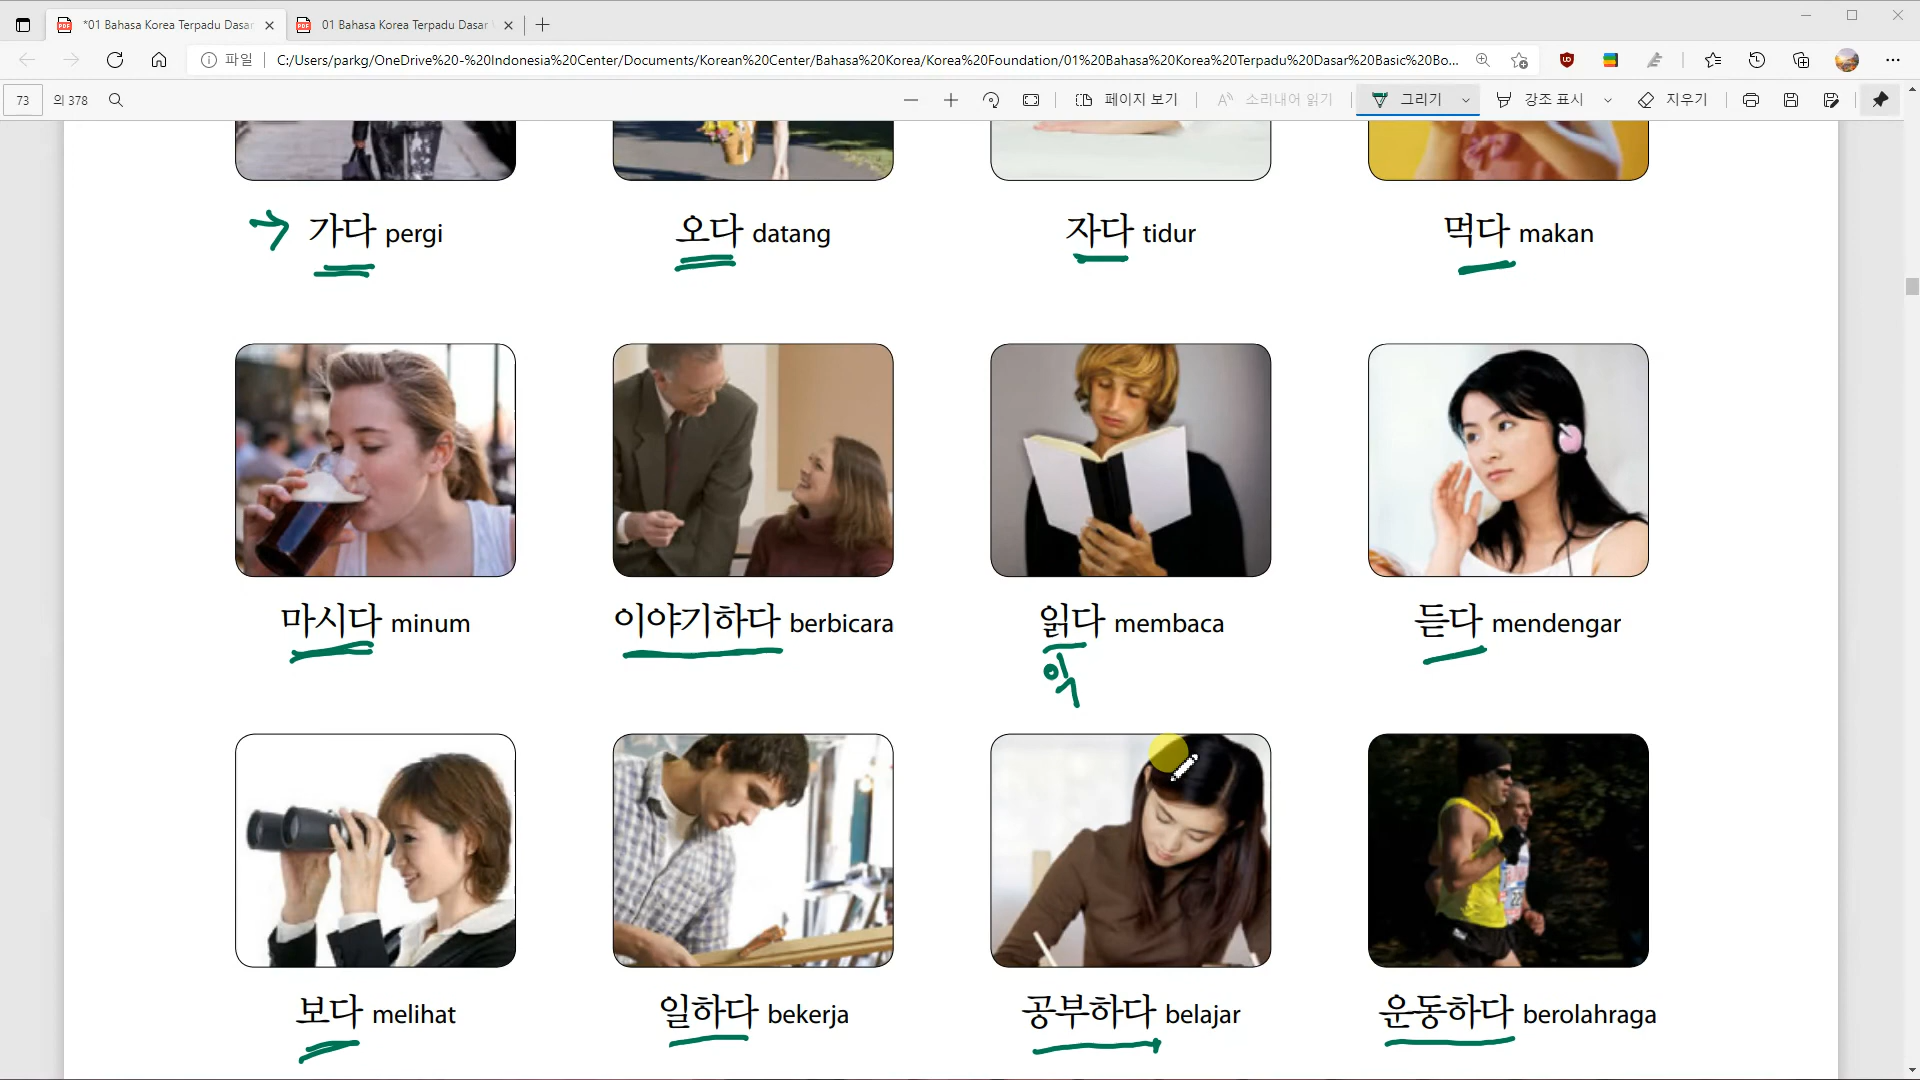 *01 Bahasa Korea Terpadu Dasar
01 Bahasa Korea Terpadu Dasar
파일
C:/Users/parkg/OneDrive%20-%20Indonesia%20Center/Documents/Korean%20Center/Bahasa%20Korea/Korea%20Foundation/01%20Bahasa%20Korea%20Terpadu%20Dasar%20Basic%20Bo...
73 의 378
페이지 보기
소리내어 읽기
그리기
강조 표시
지우기
가다 pergi
오다 datang
자다 tidur
먹다 makan
마시다 minum
이야기하다 berbicara
읽다 membaca
듣다 mendengar
익
보다 melihat
일하다 bekerja
공부하다 belajar
운동하다 berolahraga